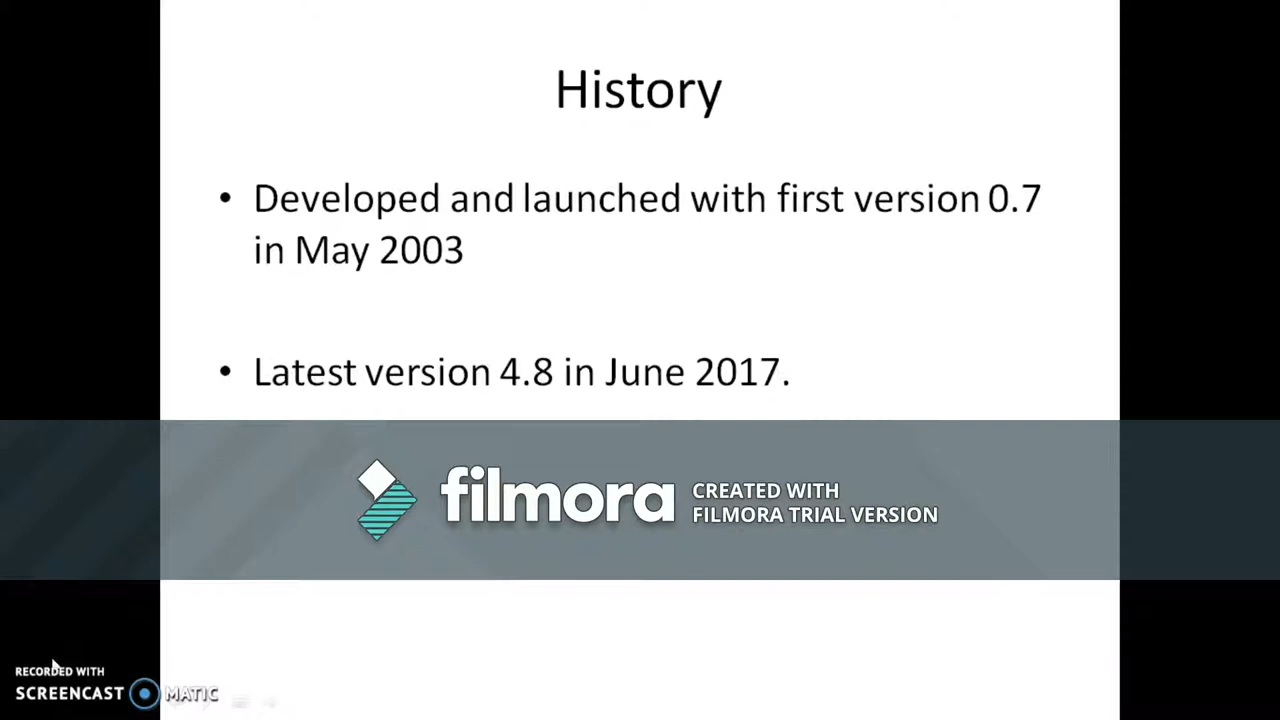 History
• Developed and launched with first version 0.7
in May 2003
• Latest version 4.8 in June 2017.
filmora
CREATED WITH
FILMORA TRIAL VERSION
RECORDED WITH
SCREENCAST MATIC